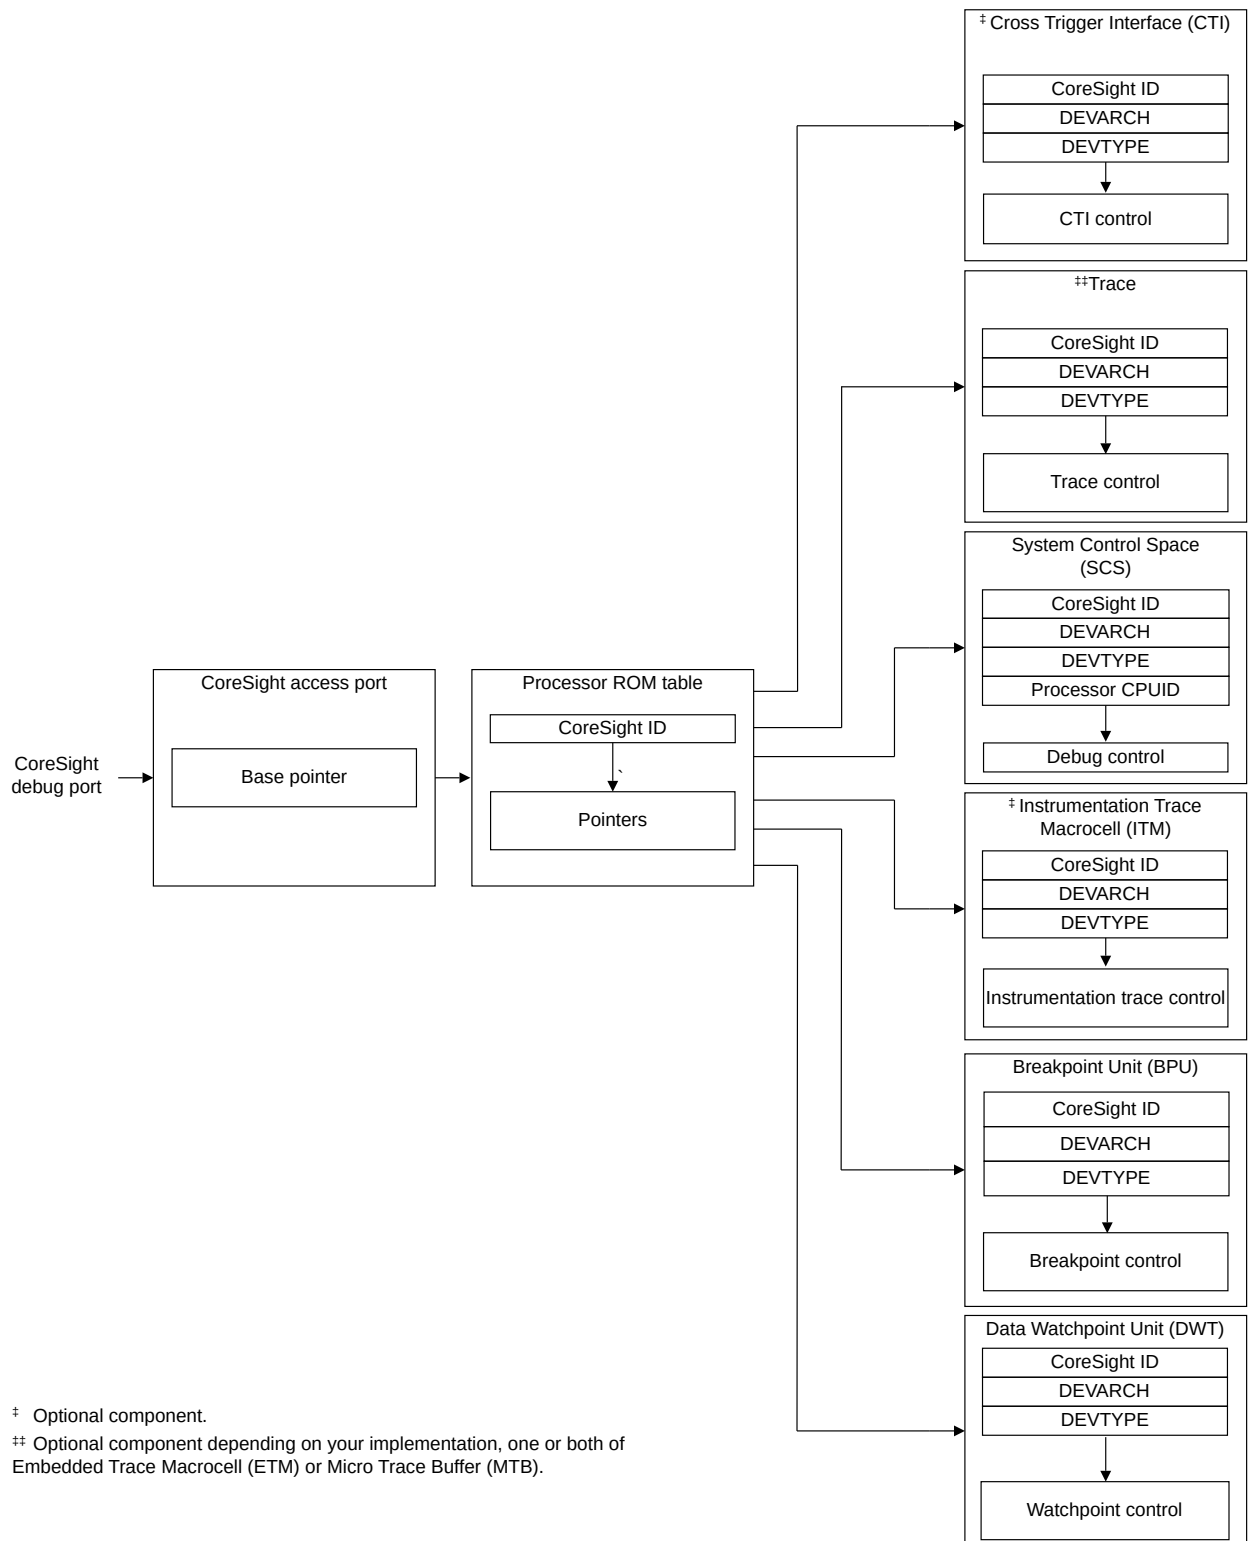 ‡ Cross Trigger Interface (CTI)
CoreSight ID
DEVARCH
DEVTYPE
CTI control
‡‡Trace
CoreSight ID
DEVARCH
DEVTYPE
Trace control
System Control Space
(SCS)
CoreSight ID
DEVARCH
DEVTYPE
Processor CPUID
Debug control
CoreSight
debug port
CoreSight access port
Base pointer
Processor ROM table
CoreSight ID
`
Pointers
‡ Instrumentation Trace
Macrocell (ITM)
CoreSight ID
DEVARCH
DEVTYPE
Instrumentation trace control
Breakpoint Unit (BPU)
CoreSight ID
DEVARCH
DEVTYPE
Breakpoint control
Data Watchpoint Unit (DWT)
CoreSight ID
DEVARCH
DEVTYPE
Watchpoint control
‡ Optional component.
‡‡ Optional component depending on your implementation, one or both of
Embedded Trace Macrocell (ETM) or Micro Trace Buffer (MTB).